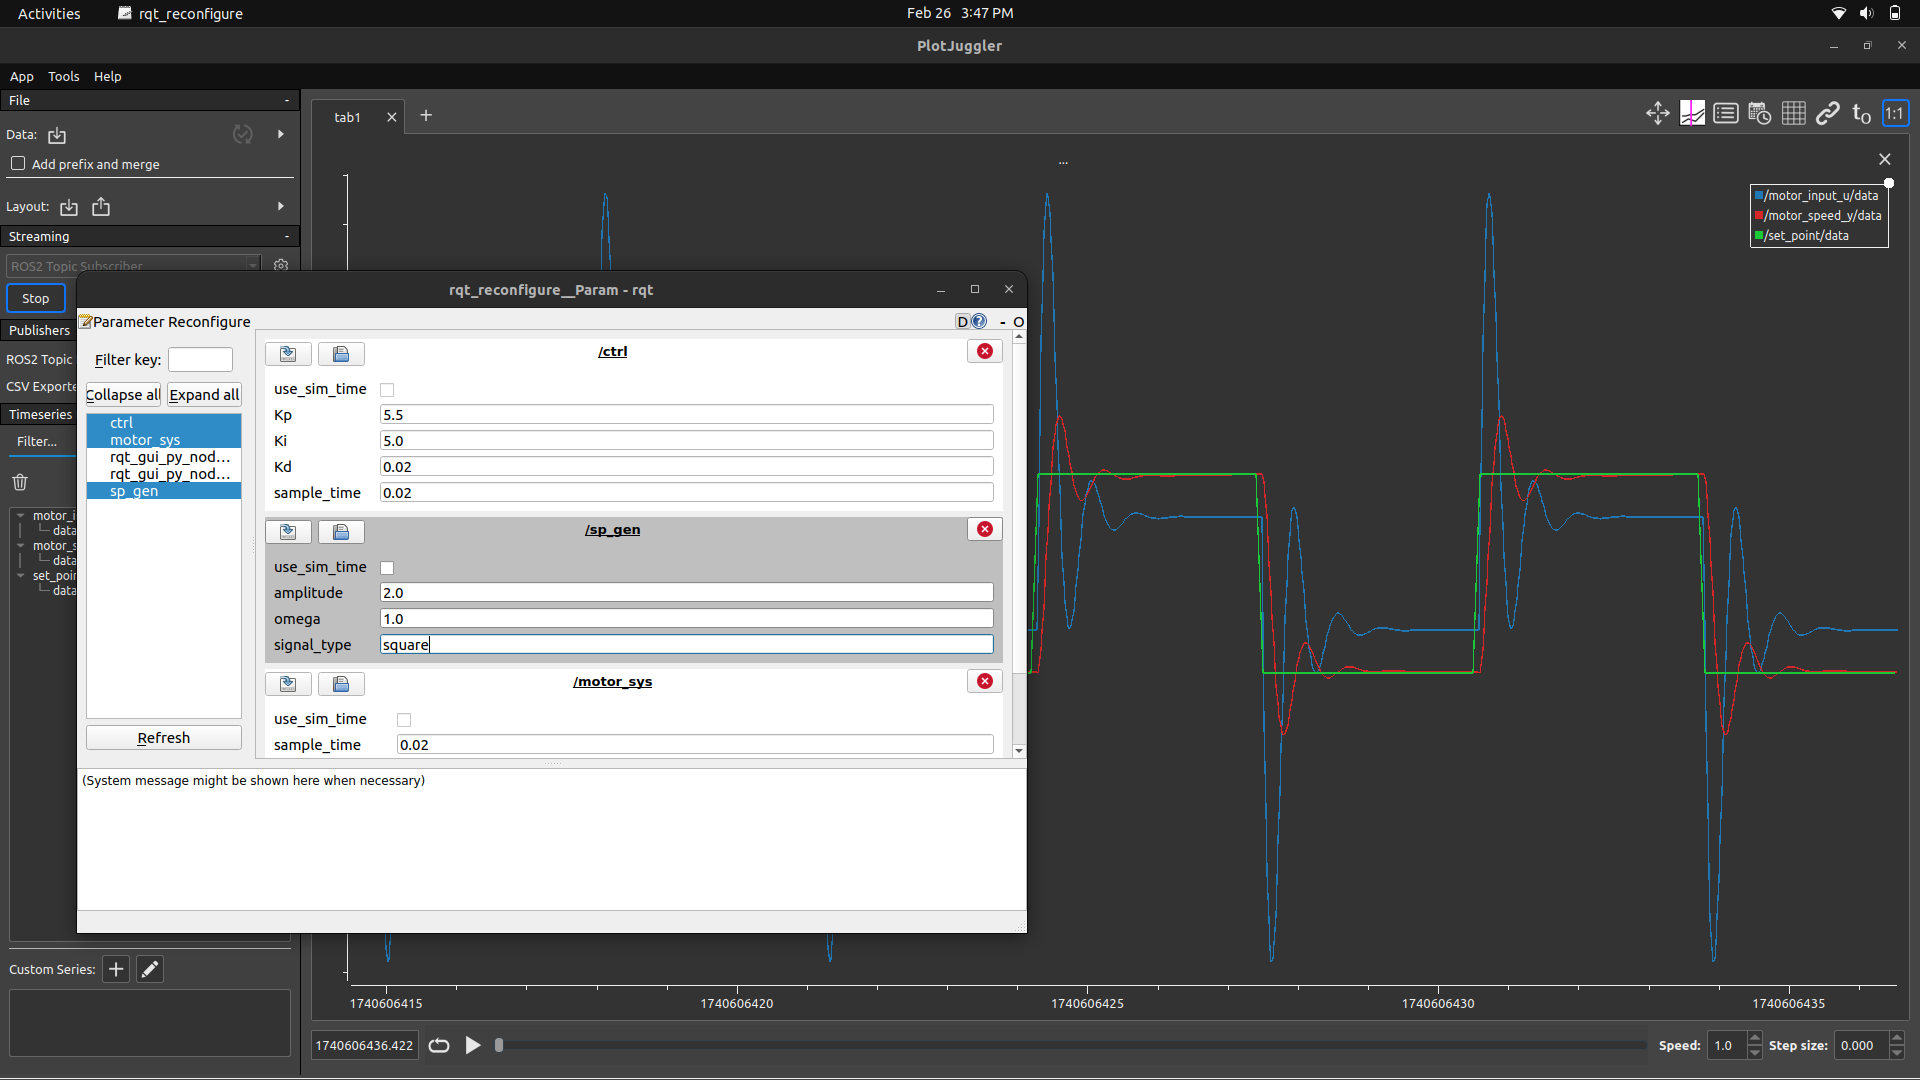 Activities rqt_reconfigure Feb 26 3:47 PM
PlotJuggler
App Tools Help
File -
Data:
Add prefix and merge
Layout:
Streaming -
ROS2 Topic Subscriber
Stop
Publishers
ROS2 Topic
CSV Exporte
Timeseries
Filter...
motor_i
data
motor_s
data
set_poin
data
Custom Series:
tab1
...
t0 1:1
/motor_input_u/data
/motor_speed_y/data
/set_point/data
rqt_reconfigure__Param - rqt
Parameter Reconfigure D ? - O
Filter key:
Collapse all Expand all
ctrl
motor_sys
rqt_gui_py_nod...
rqt_gui_py_nod...
sp_gen
Refresh
/ctrl
use_sim_time
Kp 5.5
Ki 5.0
Kd 0.02
sample_time 0.02
/sp_gen
use_sim_time
amplitude 2.0
omega 1.0
signal_type square
/motor_sys
use_sim_time
sample_time 0.02
(System message might be shown here when necessary)
1740606415 1740606420 1740606425 1740606430 1740606435
1740606436.422 Speed: 1.0 Step size: 0.000